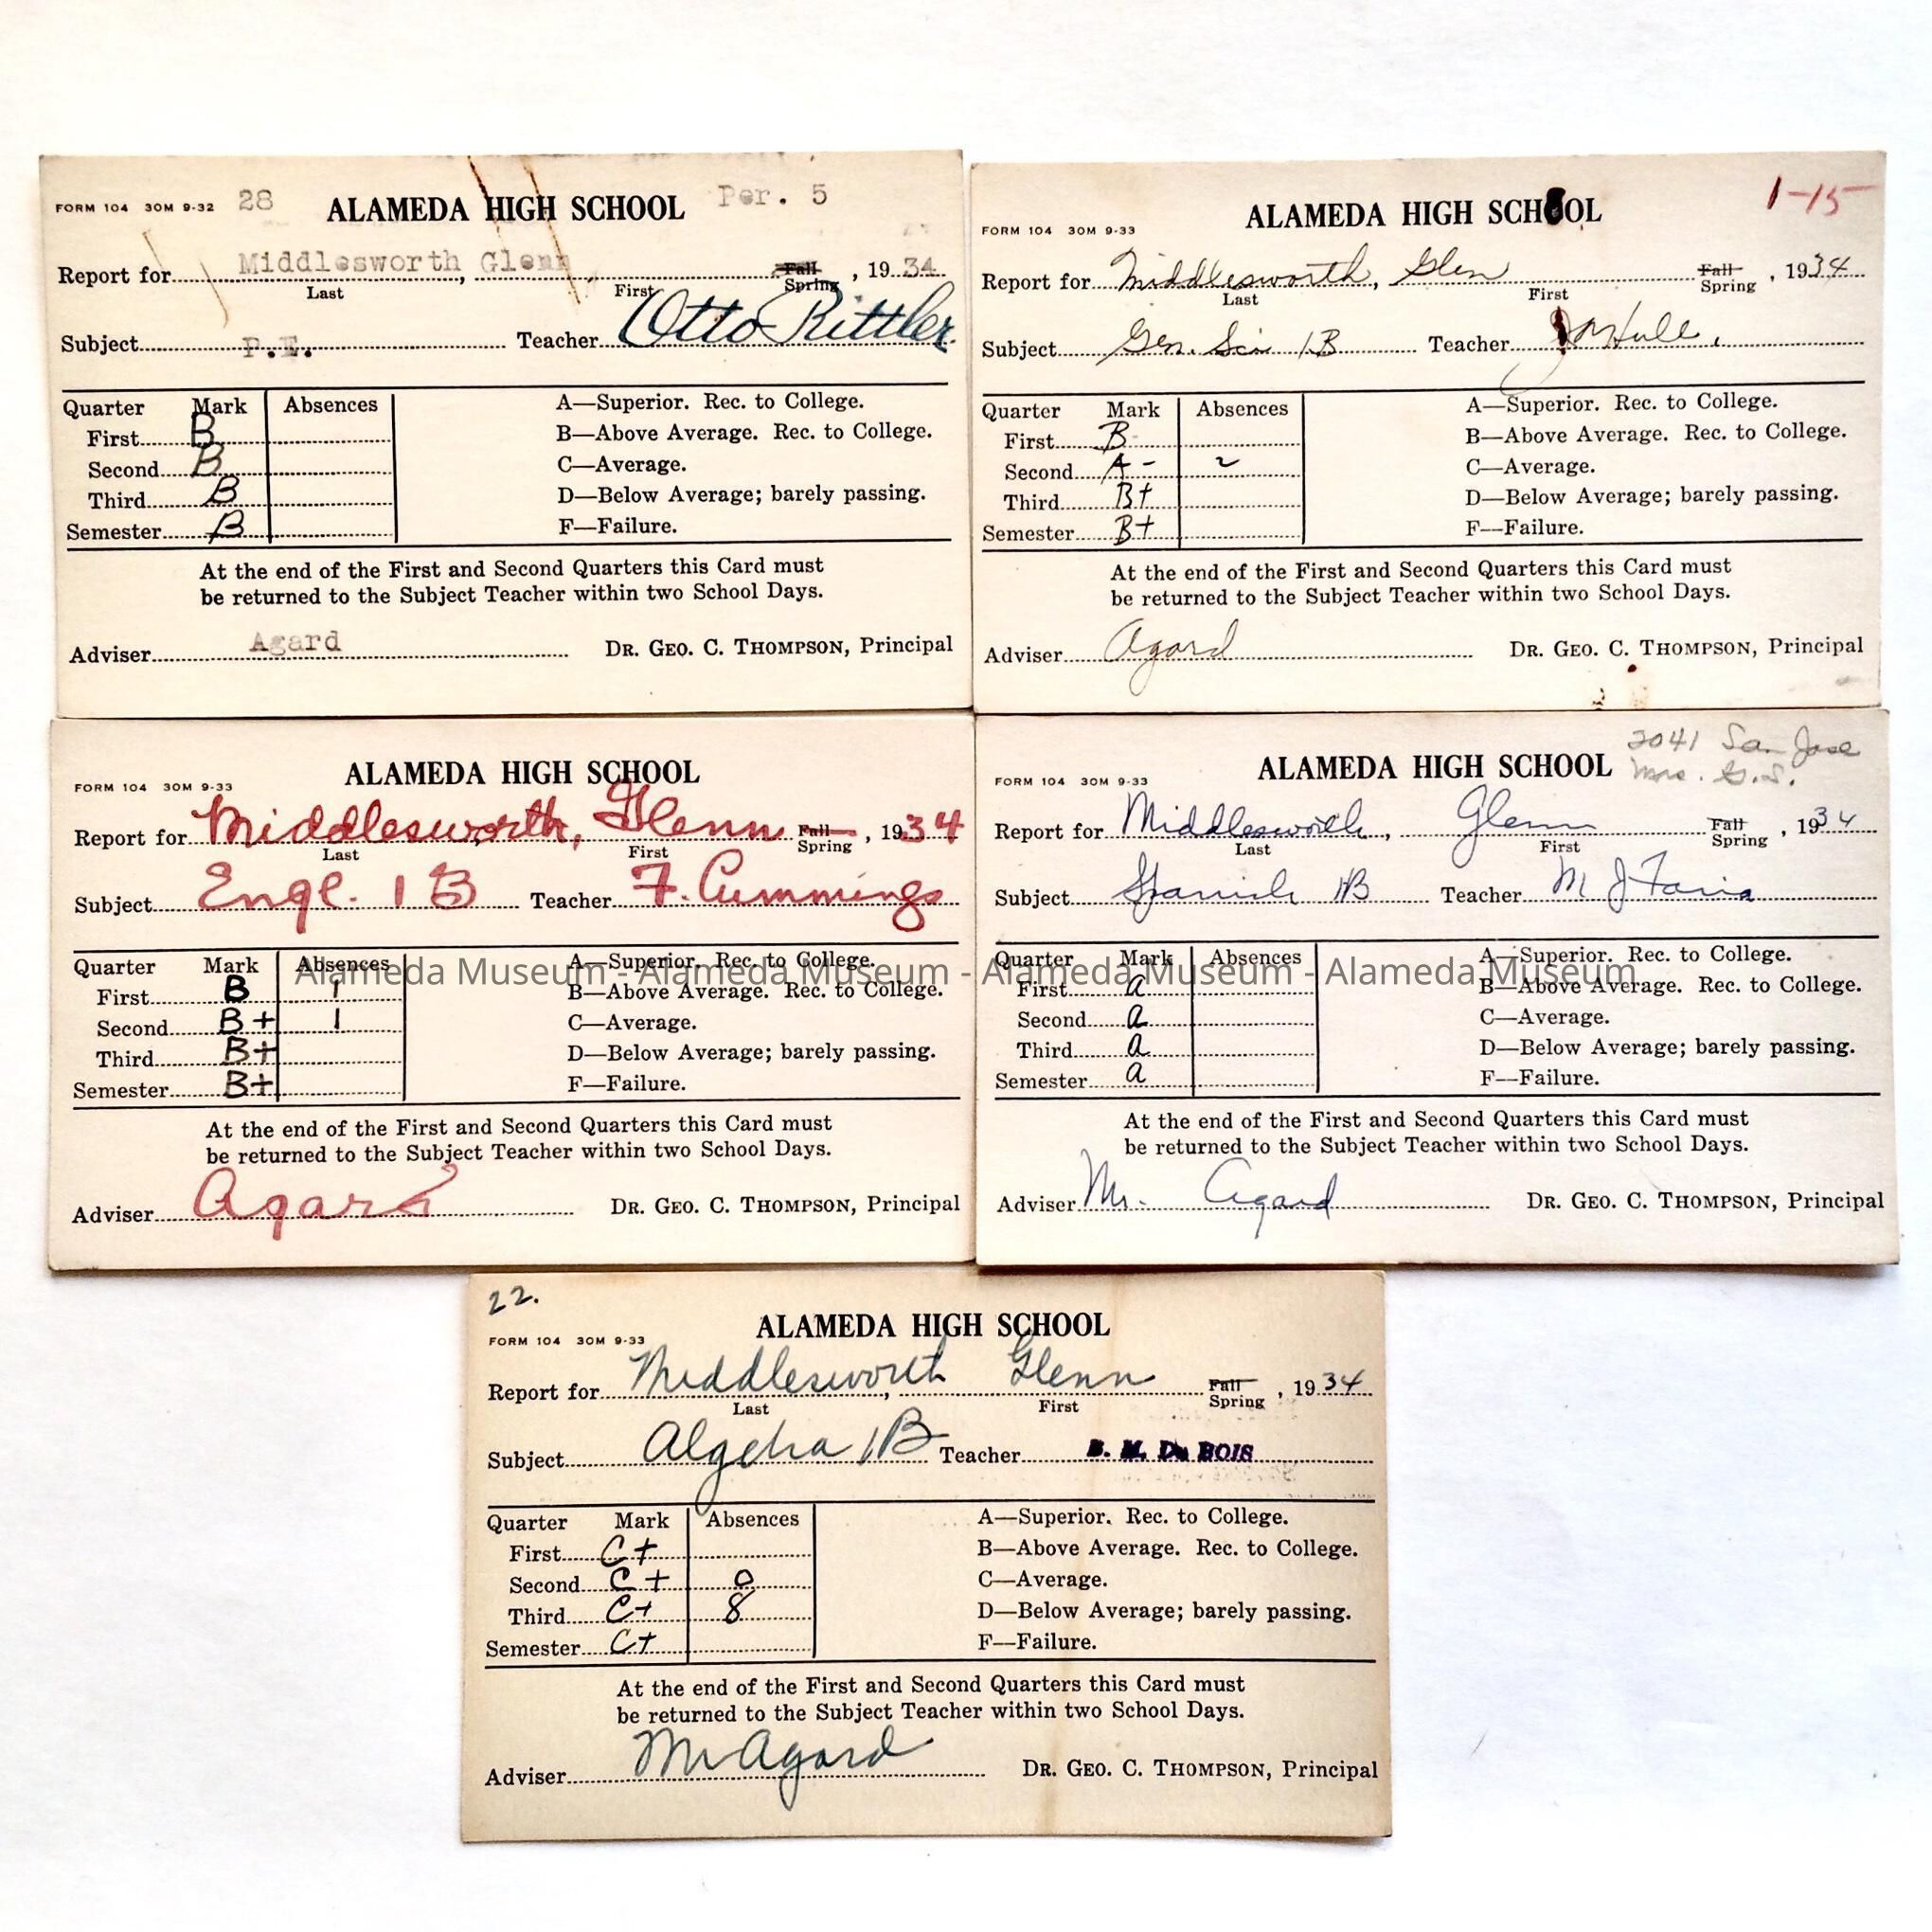 FORM 104 30M 9-32 28 ALAMEDA HIGH SCHOOL Per. 5
Report for Middlesworth, Glenn Fall , 1934
Last First Spring
Subject P.E. Teacher Otto Rittler
Quarter Mark Absences A—Superior. Rec. to College.
First B B—Above Average. Rec. to College.
Second B C—Average.
Third B D—Below Average; barely passing.
Semester B F—Failure.
At the end of the First and Second Quarters this Card must
be returned to the Subject Teacher within two School Days.
Adviser Agard DR. GEO. C. THOMPSON, Principal
FORM 104 30M 9-33 ALAMEDA HIGH SCHOOL 1-15
Report for Middlesworth, Glen Fall , 1934
Last First Spring
Subject Gen. Sci 1B Teacher Hull
Quarter Mark Absences A—Superior. Rec. to College.
First B- B—Above Average. Rec. to College.
Second A- 2 C—Average.
Third B+ D—Below Average; barely passing.
Semester B+ F—Failure.
At the end of the First and Second Quarters this Card must
be returned to the Subject Teacher within two School Days.
Adviser Agard DR. GEO. C. THOMPSON, Principal
FORM 104 30M 9-33 ALAMEDA HIGH SCHOOL
Report for Middlesworth, Glenn Fall , 1934
Last First Spring
Subject Engl. 1B Teacher F. Cummings
Quarter Mark Absences A—Superior. Rec. to College.
First B 1 B—Above Average. Rec. to College.
Second B+ 1 C—Average.
Third B+ D—Below Average; barely passing.
Semester B+ F—Failure.
At the end of the First and Second Quarters this Card must
be returned to the Subject Teacher within two School Days.
Adviser Agard DR. GEO. C. THOMPSON, Principal
2041 San Jose
FORM 104 30M 9-33 ALAMEDA HIGH SCHOOL Mrs. G.S.
Report for Middlesworth, Glenn Fall , 1934
Last First Spring
Subject Spanish 1B Teacher M J Faria
Quarter Mark Absences A—Superior. Rec. to College.
First a B—Above Average. Rec. to College.
Second a C—Average.
Third a D—Below Average; barely passing.
Semester a F—Failure.
At the end of the First and Second Quarters this Card must
be returned to the Subject Teacher within two School Days.
Adviser Mr. Agard DR. GEO. C. THOMPSON, Principal
Alameda Museum - Alameda Museum - Alameda Museum - Alameda Museum
22.
FORM 104 30M 9-33 ALAMEDA HIGH SCHOOL
Report for Middlesworth, Glenn Fall , 1934
Last First Spring
Subject Algebra 1B Teacher B. M. Du BOIS
Quarter Mark Absences A—Superior. Rec. to College.
First C+ B—Above Average. Rec. to College.
Second C+ 0 C—Average.
Third C+ 8 D—Below Average; barely passing.
Semester C+ F—Failure.
At the end of the First and Second Quarters this Card must
be returned to the Subject Teacher within two School Days.
Adviser Mr Agard DR. GEO. C. THOMPSON, Principal